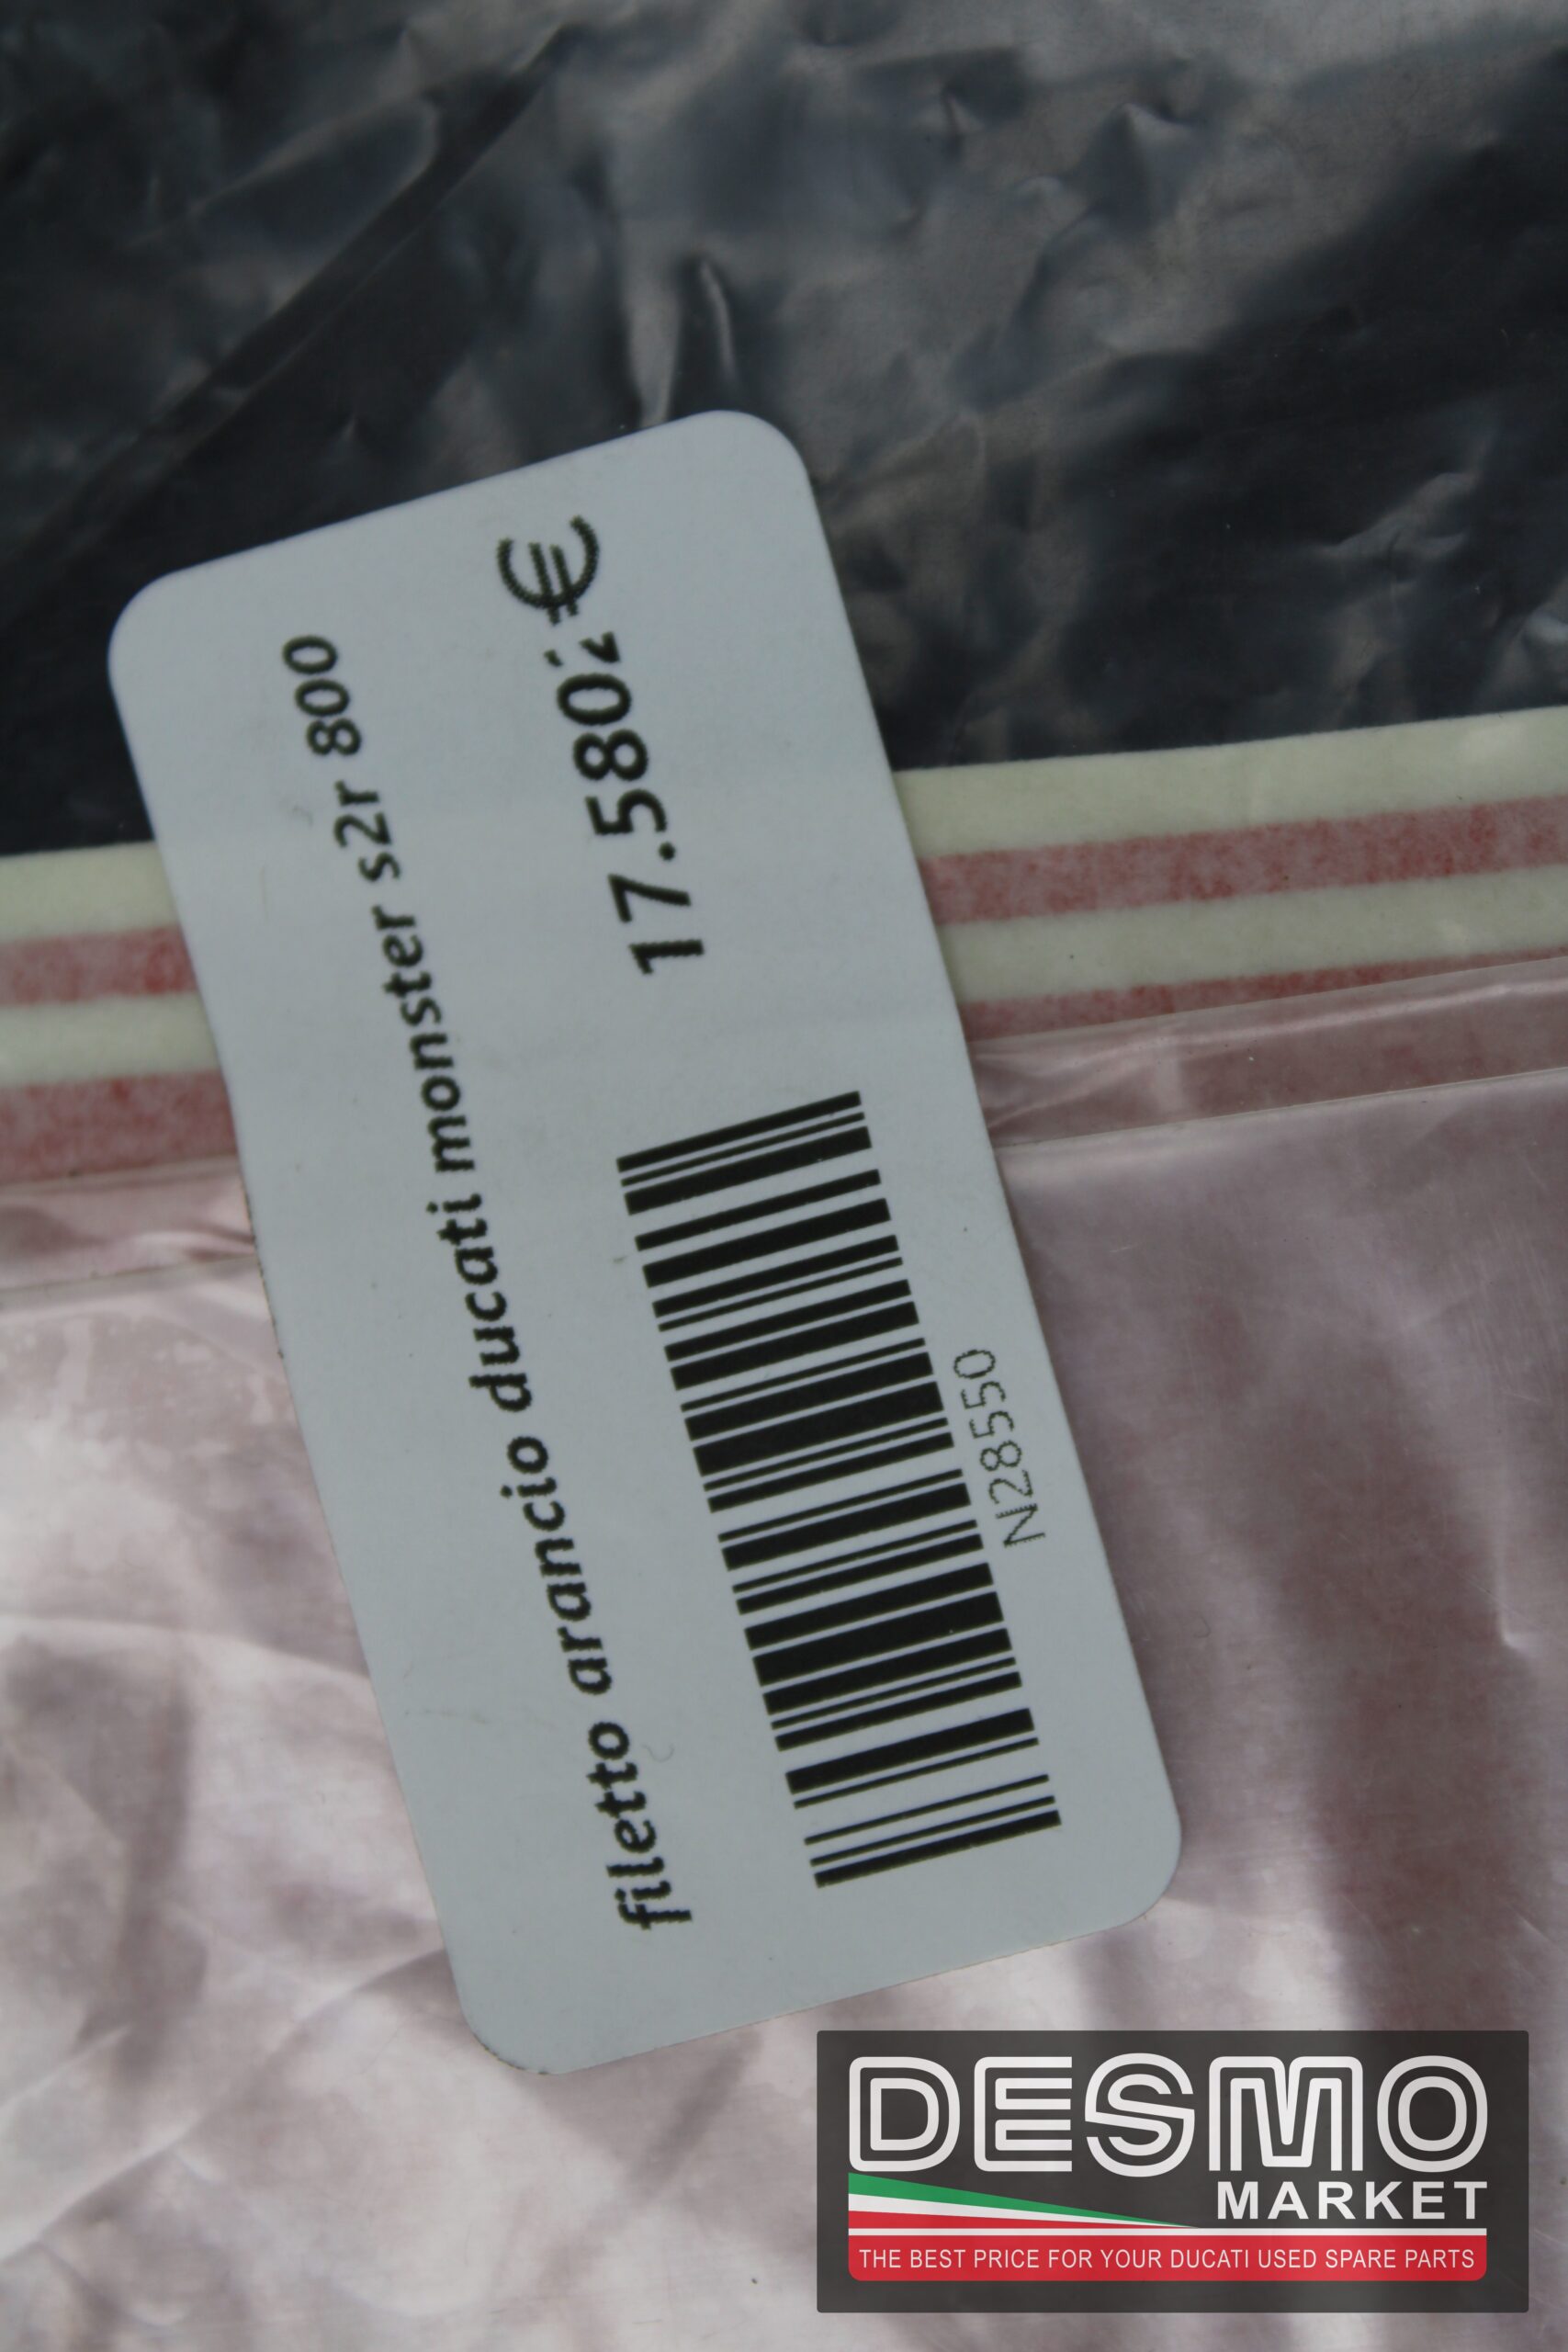 filetto arancio ducati monster s2r 800
17.580 €
N28550
DESMO
MARKET
THE BEST PRICE FOR YOUR DUCATI USED SPARE PARTS